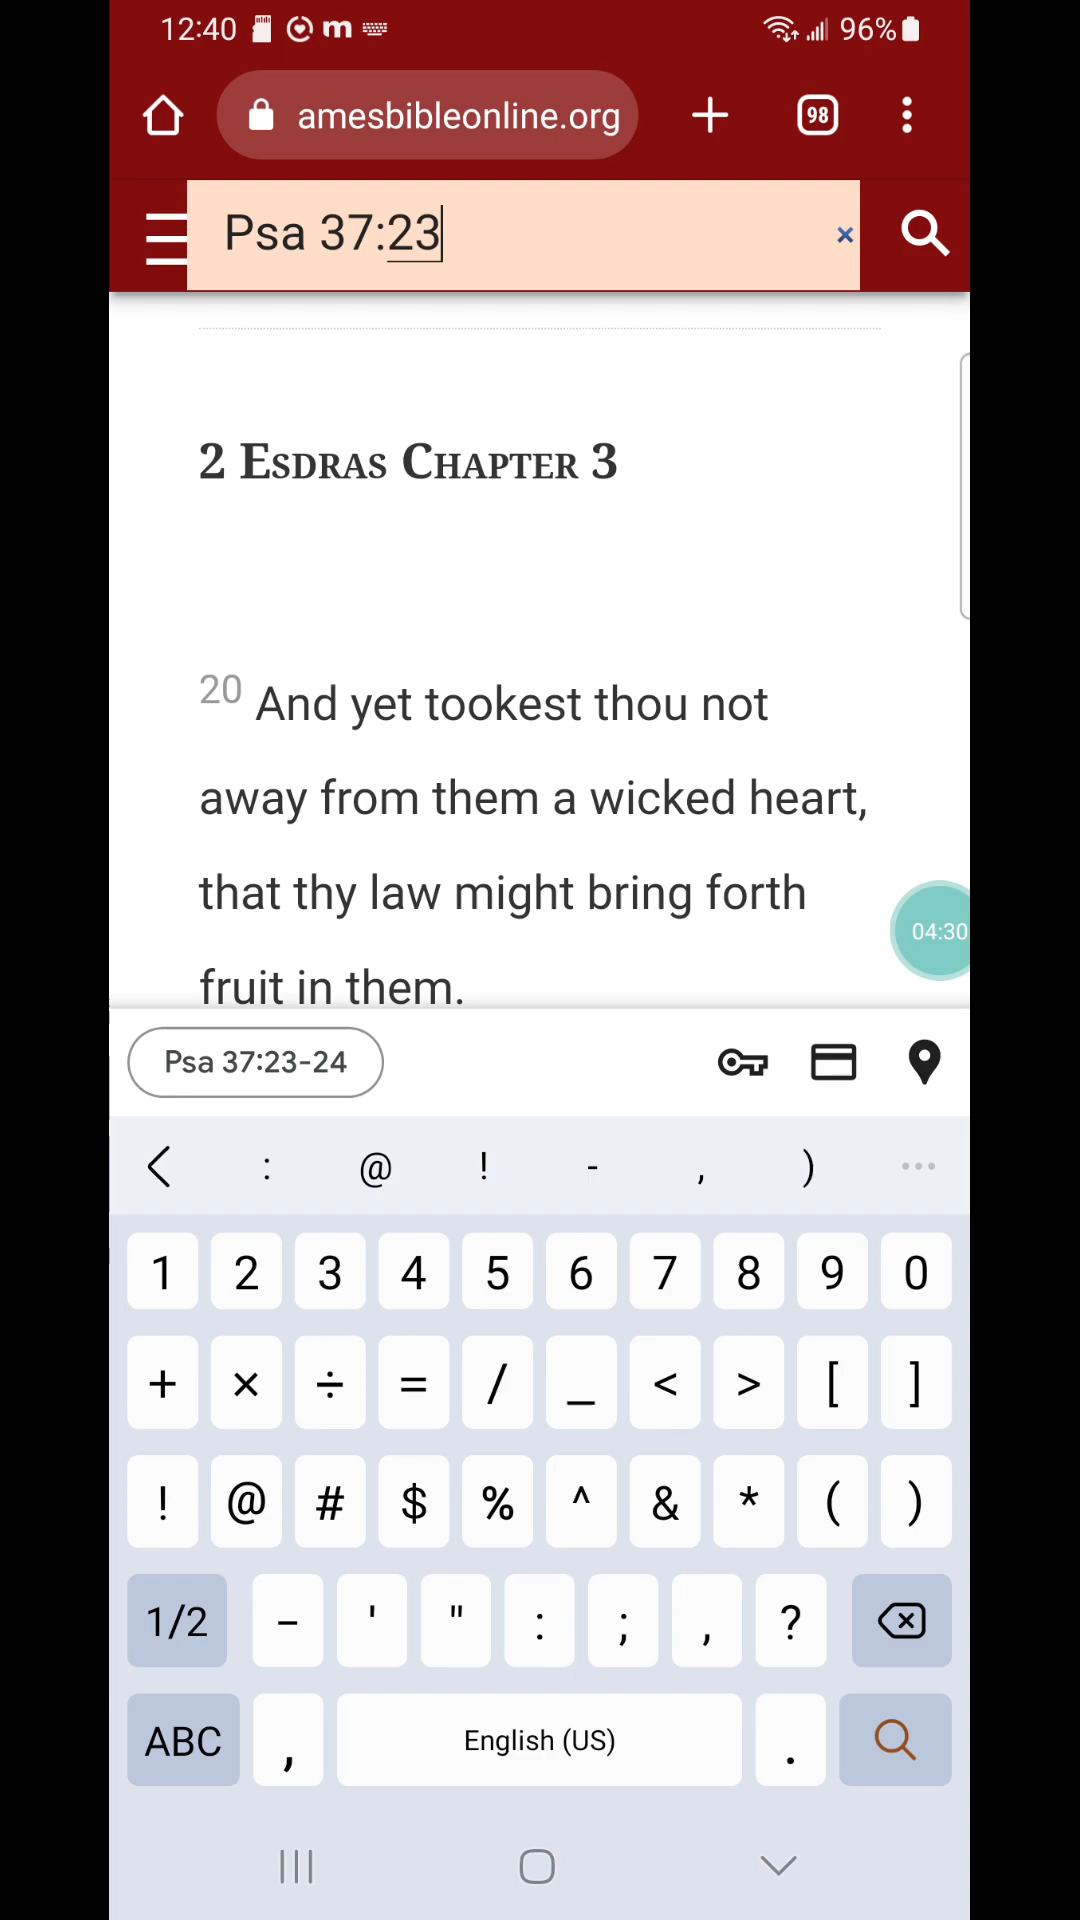 12:40 m 96%
amesbibleonline.org 98
Psa 37:23 ×
2 Esdras Chapter 3
20 And yet tookest thou not
away from them a wicked heart,
that thy law might bring forth
fruit in them.
04:30
Psa 37:23-24
: @ ! - , )
1 2 3 4 5 6 7 8 9 0
+ × ÷ = / _ < > [ ]
! @ # $ % ^ & * ( )
1/2 - ' " : ; , ?
ABC , English (US) .